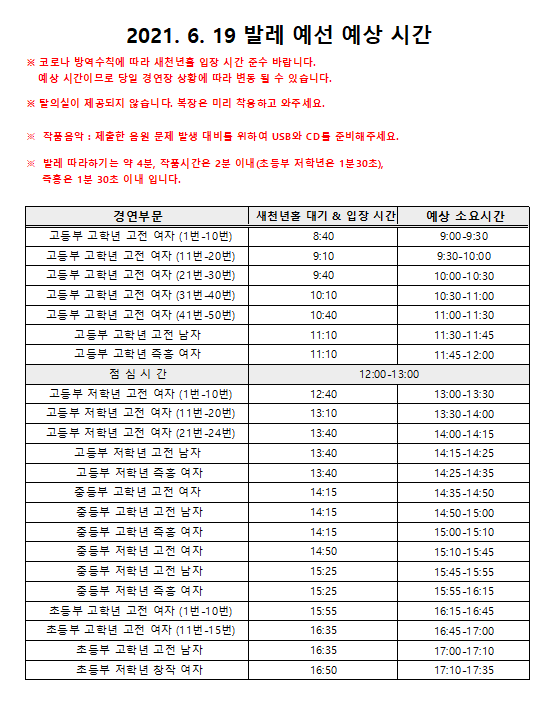 2021. 6. 19 발레 예선 예상 시간
※ 코로나 방역수칙에 따라 새천년홀 입장 시간 준수 바랍니다.
예상 시간이므로 당일 경연장 상황에 따라 변동 될 수 있습니다.
※ 탈의실이 제공되지 않습니다. 복장은 미리 착용하고 와주세요.
※ 작품음악 : 제출한 음원 문제 발생 대비를 위하여 USB와 CD를 준비해주세요.
※ 발레 따라하기는 약 4분, 작품시간은 2분 이내(초등부 저학년은 1분30초),
즉흥은 1분 30초 이내 입니다.
경연부문 새천년홀 대기 & 입장 시간 예상 소요시간
고등부 고학년 고전 여자 (1번-10번) 8:40 9:00-9:30
고등부 고학년 고전 여자 (11번-20번) 9:10 9:30-10:00
고등부 고학년 고전 여자 (21번-30번) 9:40 10:00-10:30
고등부 고학년 고전 여자 (31번-40번) 10:10 10:30-11:00
고등부 고학년 고전 여자 (41번-50번) 10:40 11:00-11:30
고등부 고학년 고전 남자 11:10 11:30-11:45
고등부 고학년 즉흥 여자 11:10 11:45-12:00
점 심 시 간 12:00-13:00
고등부 저학년 고전 여자 (1번-10번) 12:40 13:00-13:30
고등부 저학년 고전 여자 (11번-20번) 13:10 13:30-14:00
고등부 저학년 고전 여자 (21번-24번) 13:40 14:00-14:15
고등부 저학년 고전 남자 13:40 14:15-14:25
고등부 저학년 즉흥 여자 13:40 14:25-14:35
중등부 고학년 고전 여자 14:15 14:35-14:50
중등부 고학년 고전 남자 14:15 14:50-15:00
중등부 고학년 즉흥 여자 14:15 15:00-15:10
중등부 저학년 고전 여자 14:50 15:10-15:45
중등부 저학년 고전 남자 15:25 15:45-15:55
중등부 저학년 즉흥 여자 15:25 15:55-16:15
초등부 고학년 고전 여자 (1번-10번) 15:55 16:15-16:45
초등부 고학년 고전 여자 (11번-15번) 16:35 16:45-17:00
초등부 고학년 고전 남자 16:35 17:00-17:10
초등부 저학년 창작 여자 16:50 17:10-17:35